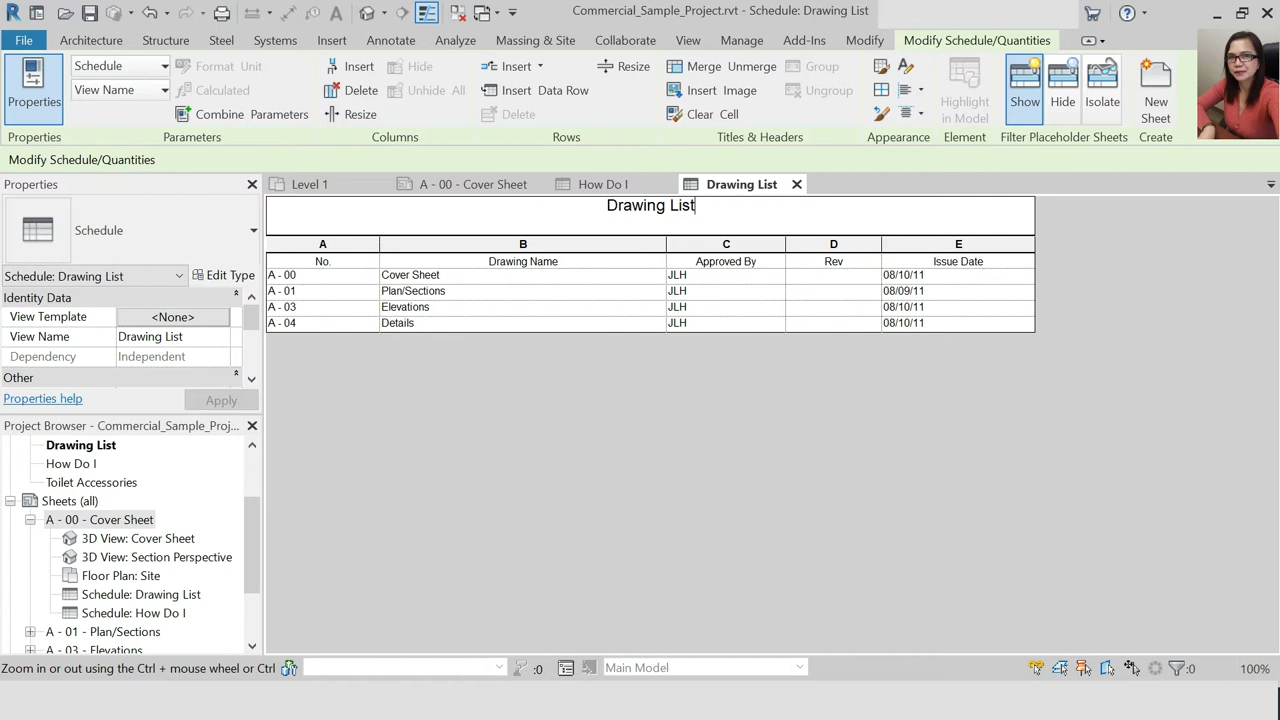 Commercial_Sample_Project.rvt - Schedule: Drawing List
File Architecture Structure Steel Systems Insert Annotate Analyze Massing & Site Collaborate View Manage Add-Ins Modify Modify Schedule/Quantities
Schedule Format Unit Insert Hide Insert Resize Merge Unmerge Group
View Name Calculated Delete Unhide All Insert Data Row Insert Image Ungroup
Combine Parameters Resize Delete Clear Cell
Properties Highlight in Model Show Hide Isolate New Sheet
Properties Parameters Columns Rows Titles & Headers Appearance Element Filter Placeholder Sheets Create
Modify Schedule/Quantities
Properties
Level 1 A - 00 - Cover Sheet How Do I Drawing List
Schedule
Schedule: Drawing List Edit Type
Identity Data
View Template <None>
View Name Drawing List
Dependency Independent
Other
Properties help Apply
Drawing List
A B C D E
No. Drawing Name Approved By Rev Issue Date
A - 00 Cover Sheet JLH 08/10/11
A - 01 Plan/Sections JLH 08/09/11
A - 03 Elevations JLH 08/10/11
A - 04 Details JLH 08/10/11
Project Browser - Commercial_Sample_Proj...
Drawing List
How Do I
Toilet Accessories
Sheets (all)
A - 00 - Cover Sheet
3D View: Cover Sheet
3D View: Section Perspective
Floor Plan: Site
Schedule: Drawing List
Schedule: How Do I
A - 01 - Plan/Sections
A - 03 - Elevations
Zoom in or out using the Ctrl + mouse wheel or Ctrl :0 Main Model :0 100%